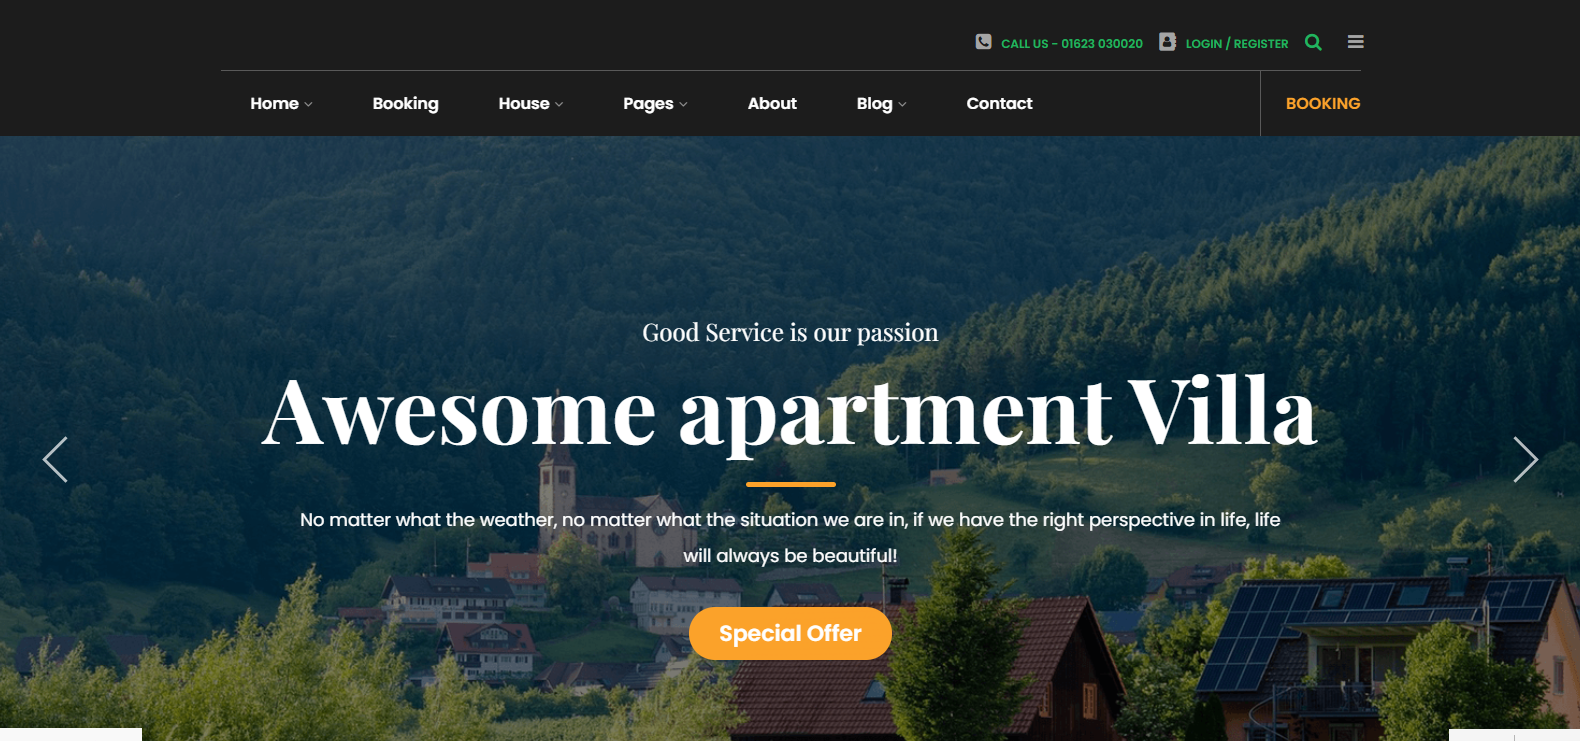 CALL US - 01623 030020 LOGIN / REGISTER
Home Booking House Pages About Blog Contact BOOKING
Good Service is our passion
Awesome apartment Villa
No matter what the weather, no matter what the situation we are in, if we have the right perspective in life, life
will always be beautiful!
Special Offer